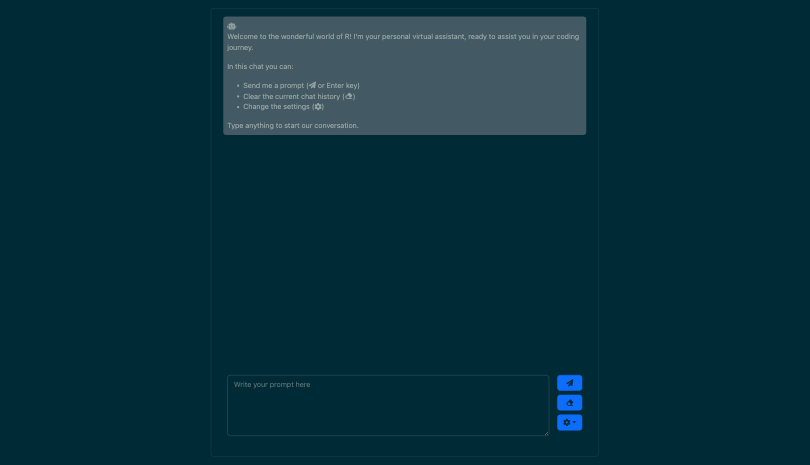 Welcome to the wonderful world of R! I'm your personal virtual assistant, ready to assist you in your coding
journey.
In this chat you can:
• Send me a prompt ( or Enter key)
• Clear the current chat history ()
• Change the settings ()
Type anything to start our conversation.
Write your prompt here